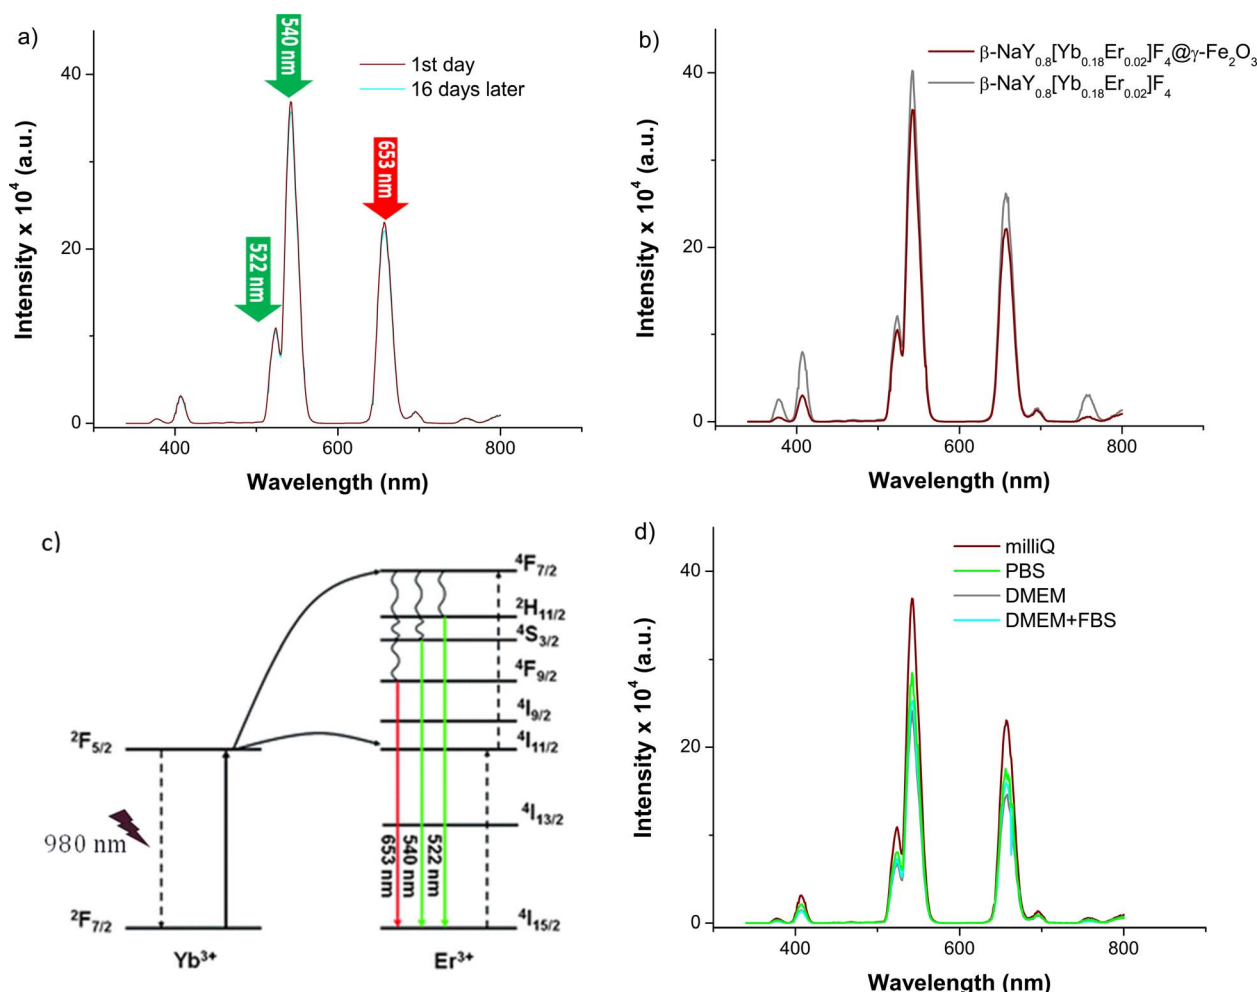 a)
540 nm
1st day
16 days later
653 nm
522 nm
40
20
0
400
600
800
Intensity x 10⁴ (a.u.)
Wavelength (nm)
b)
β-NaY₀.₈[Yb₀.₁₈Er₀.₀₂]F₄@γ-Fe₂O₃
β-NaY₀.₈[Yb₀.₁₈Er₀.₀₂]F₄
40
20
0
400
600
800
Intensity x 10⁴ (a.u.)
Wavelength (nm)
c)
⁴F₇/₂
²H₁₁/₂
⁴S₃/₂
⁴F₉/₂
⁴I₉/₂
²F₅/₂
⁴I₁₁/₂
⁴I₁₃/₂
980 nm
653 nm
540 nm
522 nm
²F₇/₂
⁴I₁₅/₂
Yb³⁺
Er³⁺
d)
milliQ
PBS
DMEM
DMEM+FBS
40
20
0
400
600
800
Intensity x 10⁴ (a.u.)
Wavelength (nm)